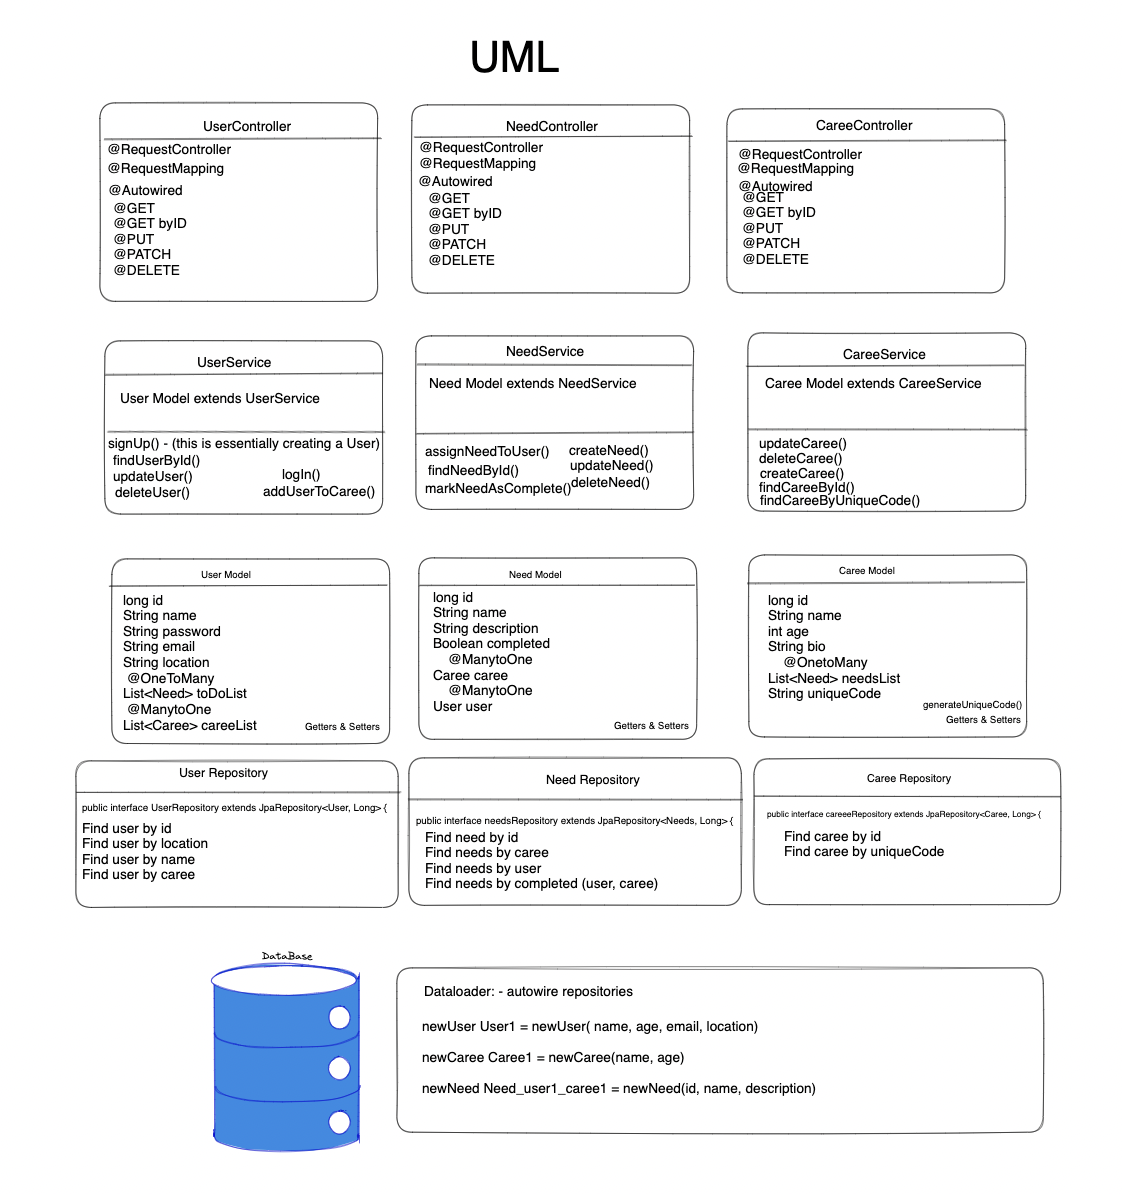 UML
UserController
@RequestController
@RequestMapping
@Autowired
@GET
@GET byID
@PUT
@PATCH
@DELETE
NeedController
@RequestController
@RequestMapping
@Autowired
@GET
@GET byID
@PUT
@PATCH
@DELETE
CareeController
@RequestController
@RequestMapping
@Autowired
@GET
@GET byID
@PUT
@PATCH
@DELETE
UserService
User Model extends UserService
signUp() - (this is essentially creating a User)
findUserById()
updateUser()
deleteUser()
logIn()
addUserToCaree()
NeedService
Need Model extends NeedService
assignNeedToUser()
findNeedById()
markNeedAsComplete()
createNeed()
updateNeed()
deleteNeed()
CareeService
Caree Model extends CareeService
updateCaree()
deleteCaree()
createCaree()
findCareeById()
findCareeByUniqueCode()
User Model
long id
String name
String password
String email
String location
@OneToMany
List<Need> toDoList
@ManytoOne
List<Caree> careeList
Getters & Setters
Need Model
long id
String name
String description
Boolean completed
@ManytoOne
Caree caree
@ManytoOne
User user
Getters & Setters
Caree Model
long id
String name
int age
String bio
@OnetoMany
List<Need> needsList
String uniqueCode
generateUniqueCode()
Getters & Setters
User Repository
public interface UserRepository extends JpaRepository<User, Long> {
Find user by id
Find user by location
Find user by name
Find user by caree
Need Repository
public interface needsRepository extends JpaRepository<Needs, Long> {
Find need by id
Find needs by caree
Find needs by user
Find needs by completed (user, caree)
Caree Repository
public interface careeeRepository extends JpaRepository<Caree, Long> {
Find caree by id
Find caree by uniqueCode
DataBase
Dataloader: - autowire repositories
newUser User1 = newUser( name, age, email, location)
newCaree Caree1 = newCaree(name, age)
newNeed Need_user1_caree1 = newNeed(id, name, description)